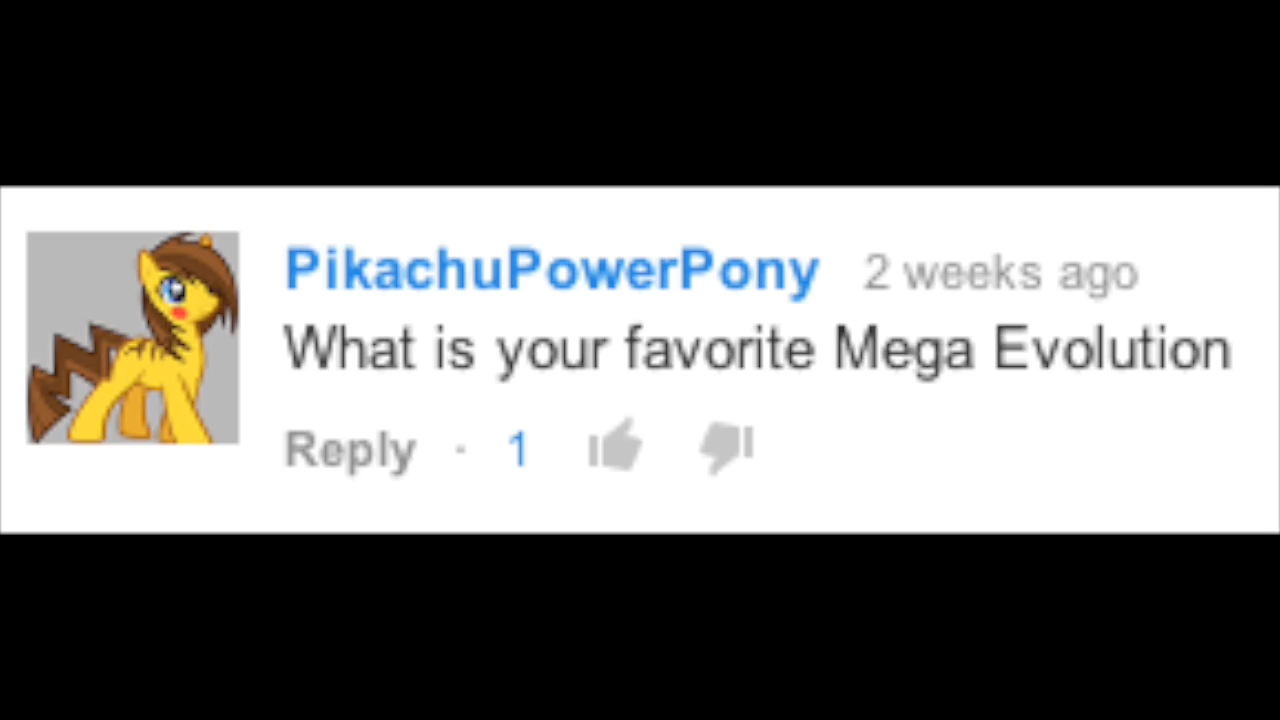 PikachuPowerPony 2 weeks ago
What is your favorite Mega Evolution
Reply · 1